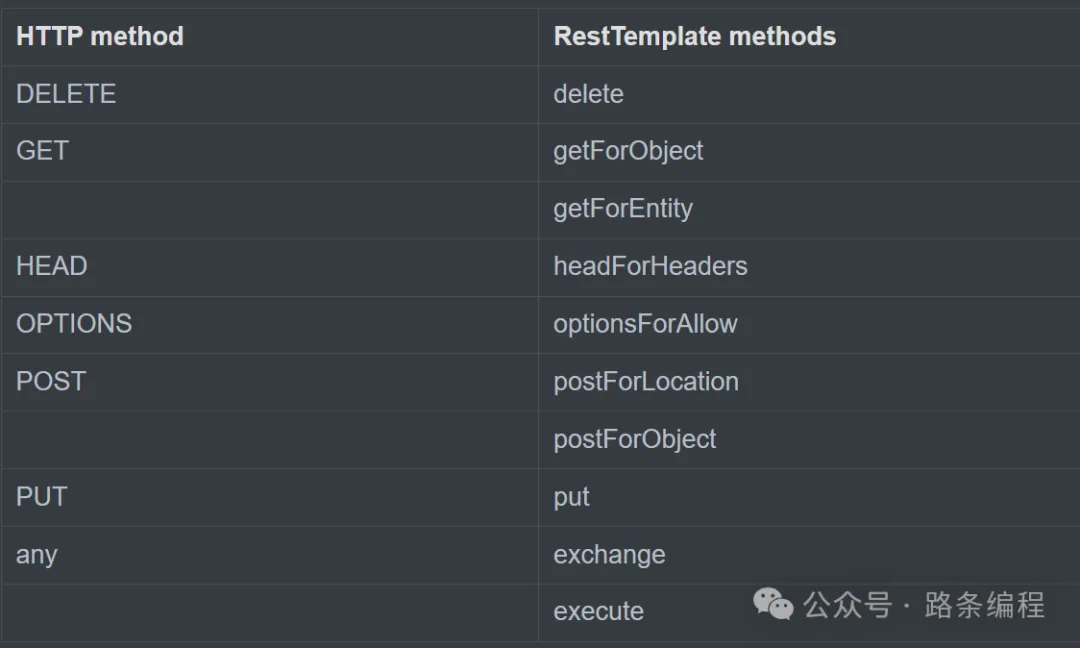 HTTP method RestTemplate methods
DELETE delete
GET getForObject
getForEntity
HEAD headForHeaders
OPTIONS optionsForAllow
POST postForLocation
postForObject
PUT put
any exchange
execute
公众号 · 路条编程